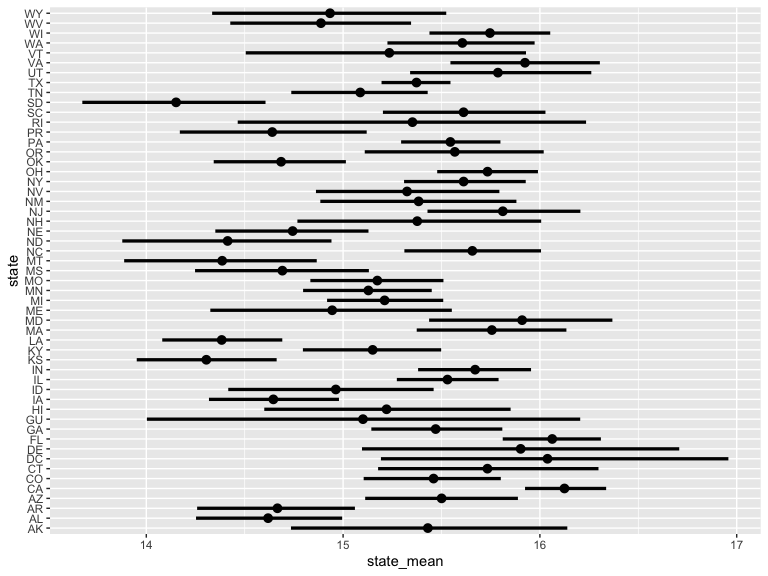 WY
WV
WI
WA
VT
VA
UT
TX
TN
SD
SC
RI
PR
PA
OR
OK
OH
NY
NV
NM
NJ
NH
NE
ND
NC
MT
MS
MO
MN
MI
ME
MD
MA
LA
KY
KS
IN
IL
ID
IA
HI
GU
GA
FL
DE
DC
CT
CO
CA
AZ
AR
AL
AK
state
14 15 16 17
state_mean